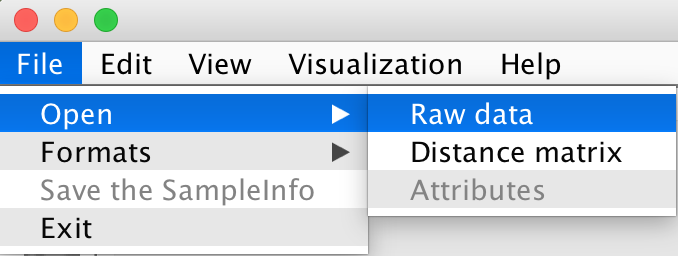 File Edit View Visualization Help
Open
Formats
Save the SampleInfo
Exit
Raw data
Distance matrix
Attributes